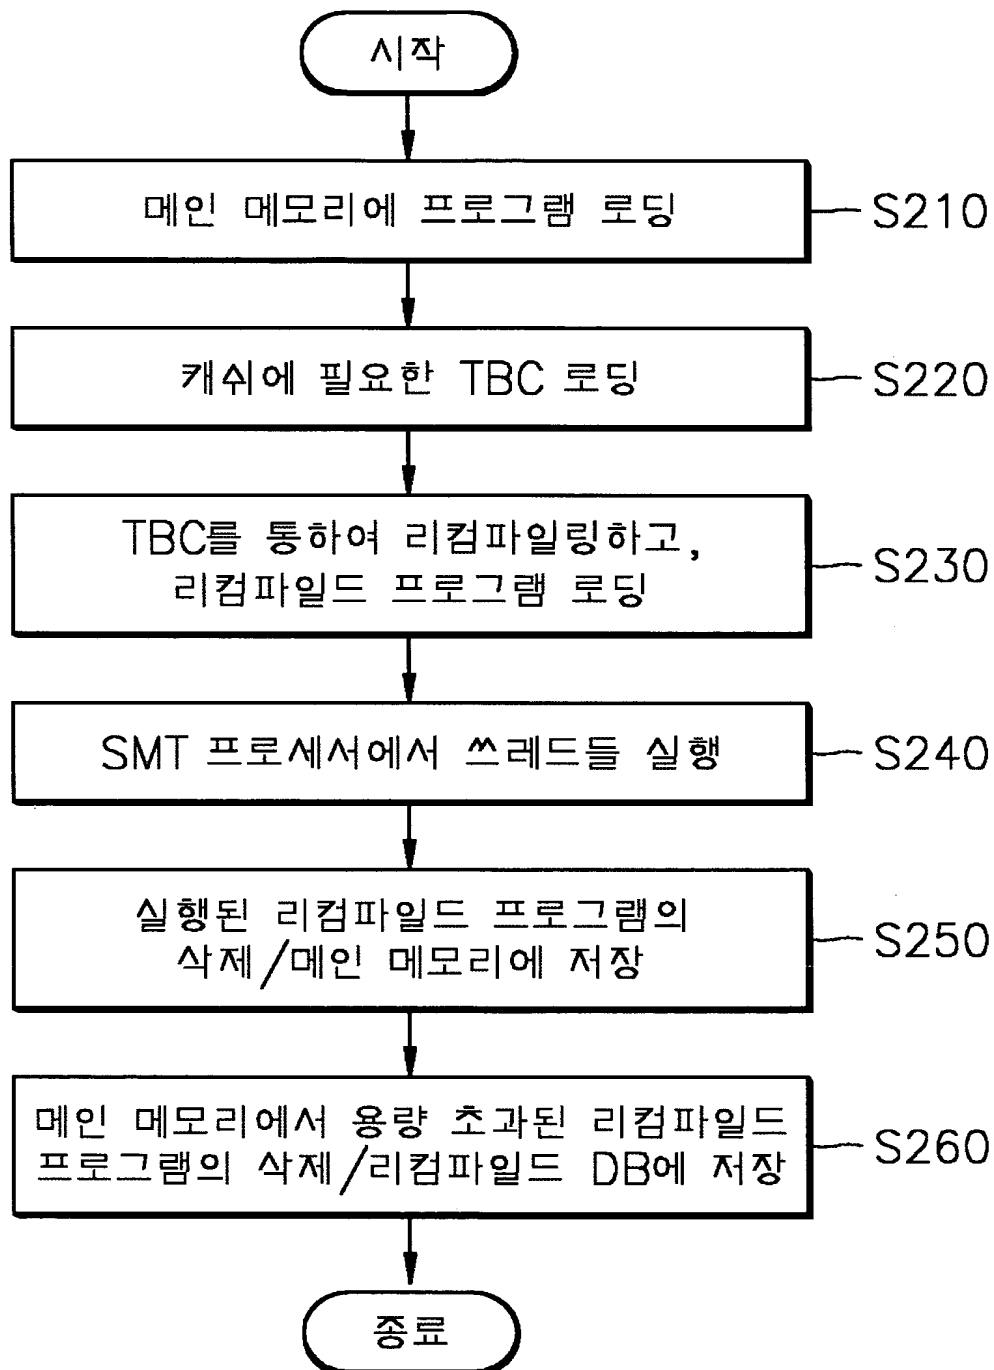 시작
메인 메모리에 프로그램 로딩
S210
캐쉬에 필요한 TBC 로딩
S220
TBC를 통하여 리컴파일링하고,
리컴파일드 프로그램 로딩
S230
SMT 프로세서에서 쓰레드들 실행
S240
실행된 리컴파일드 프로그램의
삭제/메인 메모리에 저장
S250
메인 메모리에서 용량 초과된 리컴파일드
프로그램의 삭제/리컴파일드 DB에 저장
S260
종료